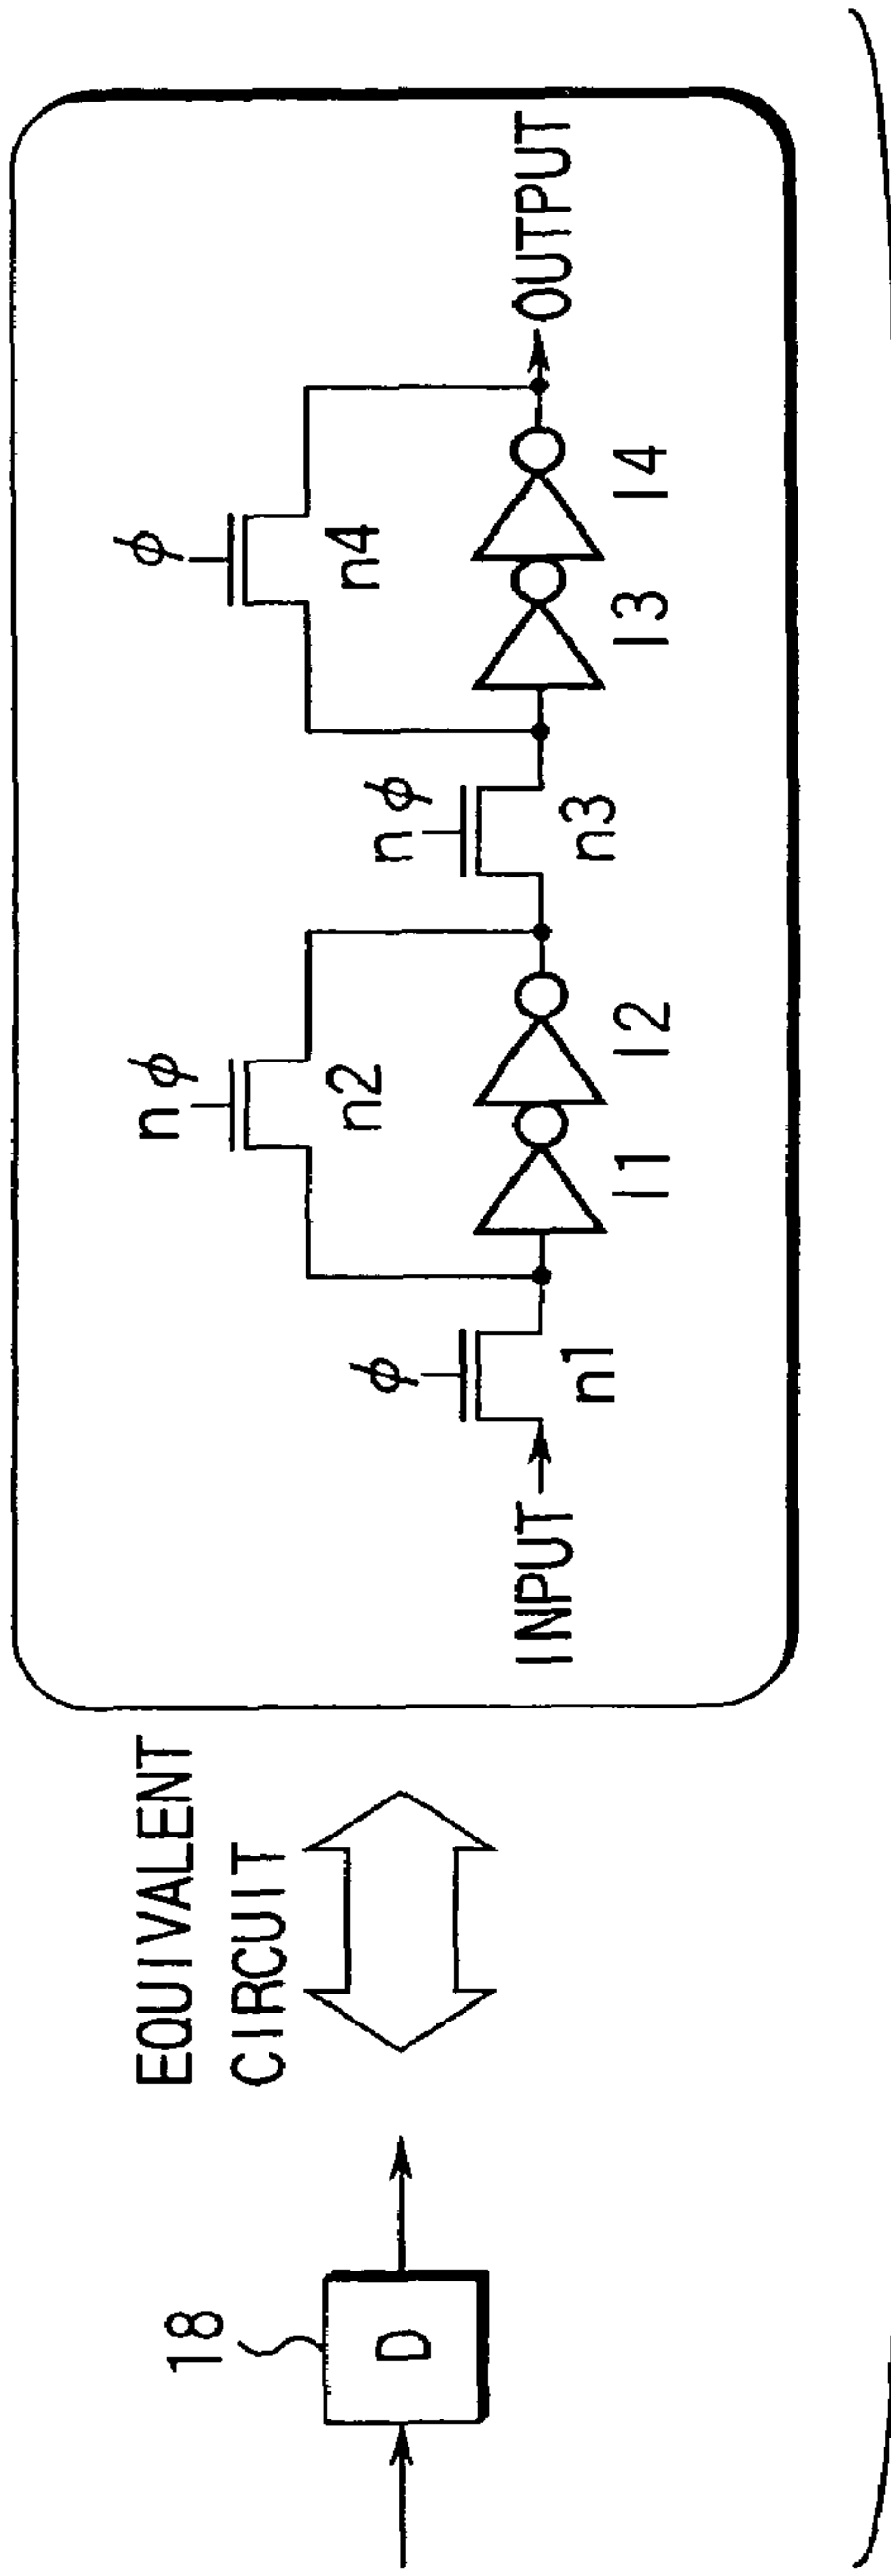 18
D
EQUIVALENT
CIRCUIT
INPUT
ϕ
n1
nϕ
n2
I1
I2
nϕ
n3
ϕ
n4
I3
I4
OUTPUT